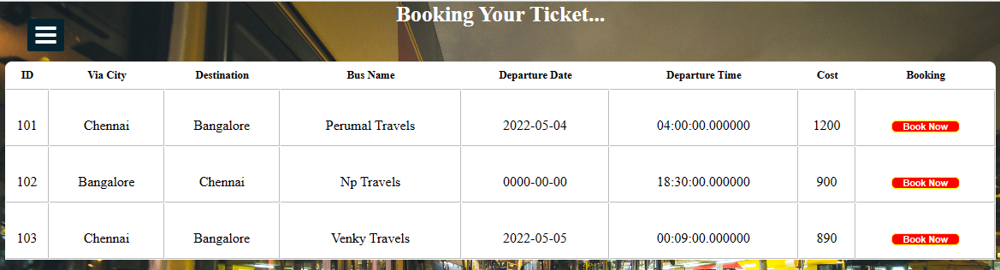 Booking Your Ticket...
ID Via City Destination Bus Name Departure Date Departure Time Cost Booking
101 Chennai Bangalore Perumal Travels 2022-05-04 04:00:00.000000 1200 Book Now
102 Bangalore Chennai Np Travels 0000-00-00 18:30:00.000000 900 Book Now
103 Chennai Bangalore Venky Travels 2022-05-05 00:09:00.000000 890 Book Now